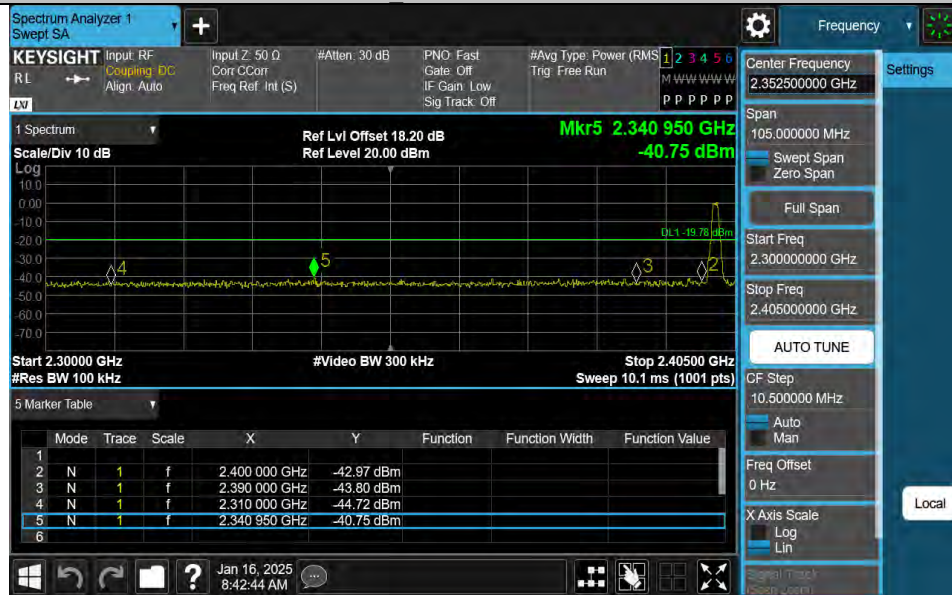 Spectrum Analyzer 1
Swept SA
+
Frequency
KEYSIGHT Input: RF Input Z: 50 Ω #Atten: 30 dB PNO: Fast #Avg Type: Power (RMS 1 2 3 4 5 6
RL Coupling: DC Corr CCorr Gate: Off Trig: Free Run M W W W W W
Align: Auto Freq Ref: Int (S) IF Gain: Low
LXI Sig Track: Off P P P P P P
1 Spectrum Ref Lvl Offset 18.20 dB Mkr5 2.340 950 GHz
Scale/Div 10 dB Ref Level 20.00 dBm -40.75 dBm
Log
10.0
0.00
-10.0
-20.0
DL1 -19.78 dBm
-30.0
-40.0
4 5 3 2
-50.0
-60.0
-70.0
Start 2.30000 GHz #Video BW 300 kHz Stop 2.40500 GHz
#Res BW 100 kHz Sweep 10.1 ms (1001 pts)
5 Marker Table
Mode Trace Scale X Y Function Function Width Function Value
1
2 N 1 f 2.400 000 GHz -42.97 dBm
3 N 1 f 2.390 000 GHz -43.80 dBm
4 N 1 f 2.310 000 GHz -44.72 dBm
5 N 1 f 2.340 950 GHz -40.75 dBm
6
?
Jan 16, 2025
8:42:44 AM
Center Frequency
2.352500000 GHz
Settings
Span
105.000000 MHz
Swept Span
Zero Span
Full Span
Start Freq
2.300000000 GHz
Stop Freq
2.405000000 GHz
AUTO TUNE
CF Step
10.500000 MHz
Auto
Man
Freq Offset
0 Hz
Local
X Axis Scale
Log
Lin
Signal Track
(Span Zoom)